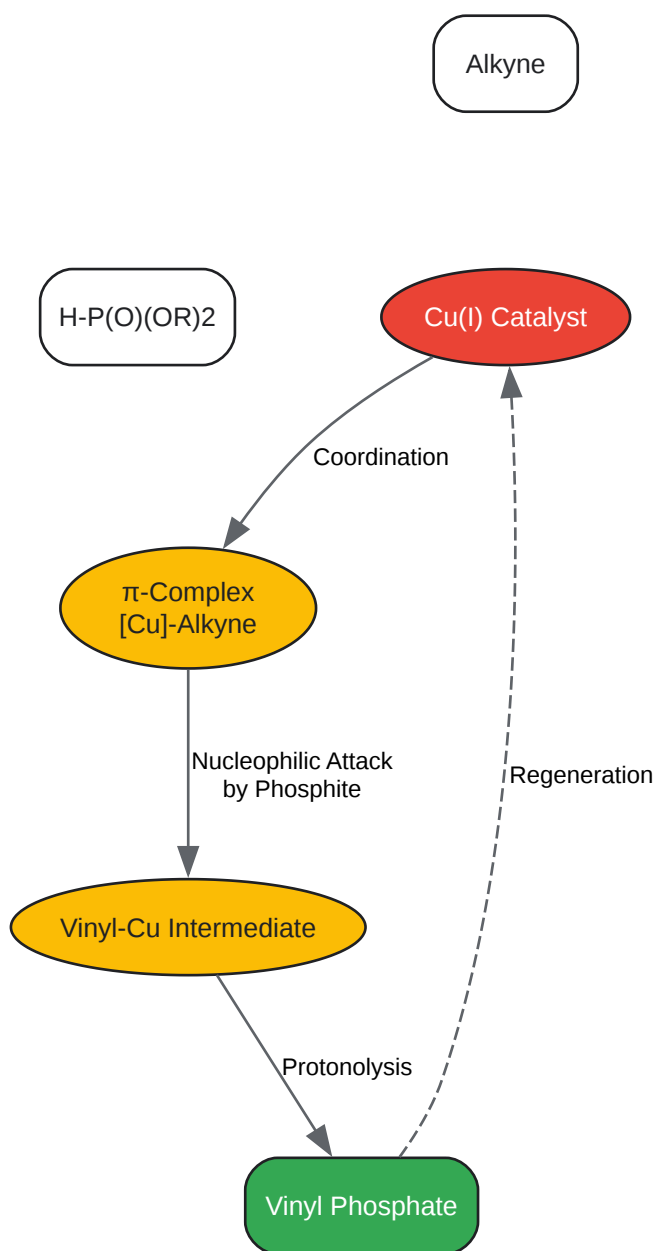 Alkyne
H-P(O)(OR)2
Cu(I) Catalyst
Coordination
π-Complex
[Cu]-Alkyne
Nucleophilic Attack
by Phosphite
Regeneration
Vinyl-Cu Intermediate
Protonolysis
Vinyl Phosphate